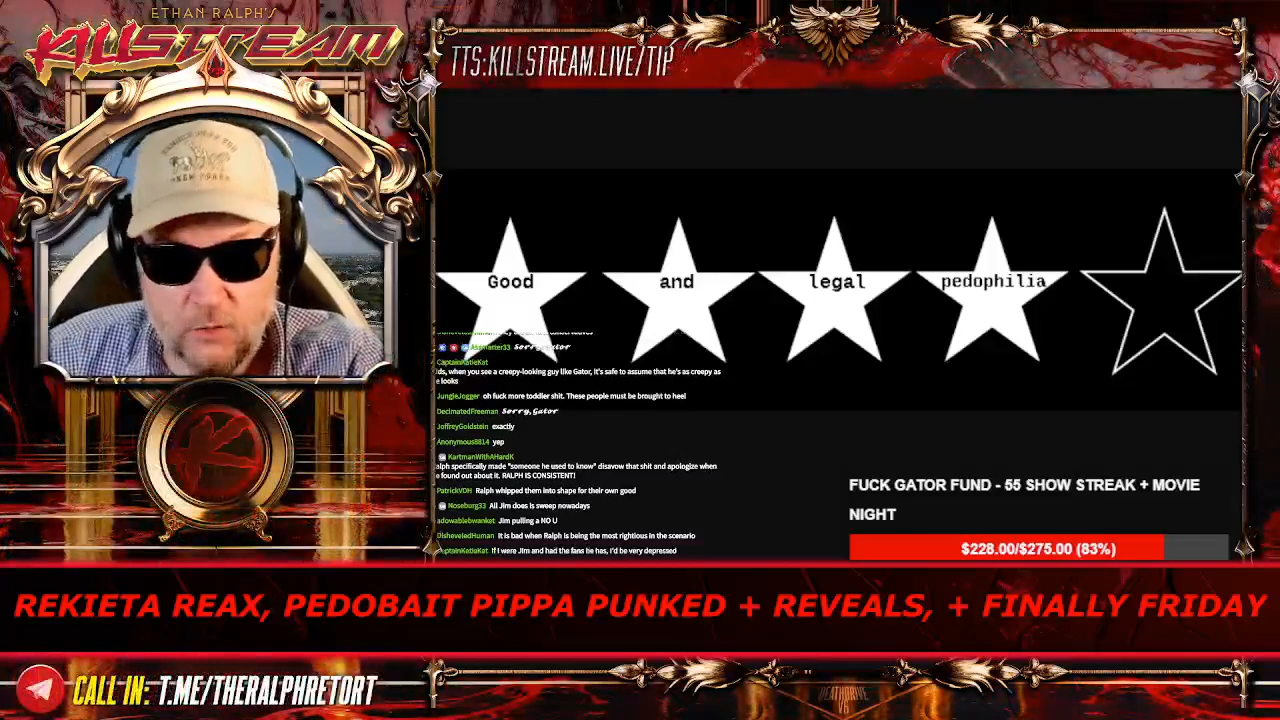 ETHAN RALPH'S
KILLSTREAM
TTS:KILLSTREAM.LIVE/TIP
Good and legal pedophilia
CaptainKatieKat
ds, when you see a creepy-looking guy like Gator, it's safe to assume that he's as creepy as
e looks
JungleJogger oh fuck more toddler shit. These people must be brought to heel
DecimatedFreeman Sorry, Gator
JoffreyGoldstein exactly
Anonymous8814 yep
KartmanWithAHardK
alph specifically made "someone he used to know" disavow that shit and apologize when
e found out about it. RALPH IS CONSISTENT!
PatrickVDH Ralph whipped them into shape for their own good
Noseburg33 All Jim does is sweep nowadays
adowablebwanket Jim pulling a NO U
DisheveledHuman It is bad when Ralph is being the most rightious in the scenario
aptainKatieKat If I were Jim and had the fans he has, I'd be very depressed
FUCK GATOR FUND - 55 SHOW STREAK + MOVIE
NIGHT
$228.00/$275.00 (83%)
REKIETA REAX, PEDOBAIT PIPPA PUNKED + REVEALS, + FINALLY FRIDAY
CALL IN: T.ME/THERALPHRETORT